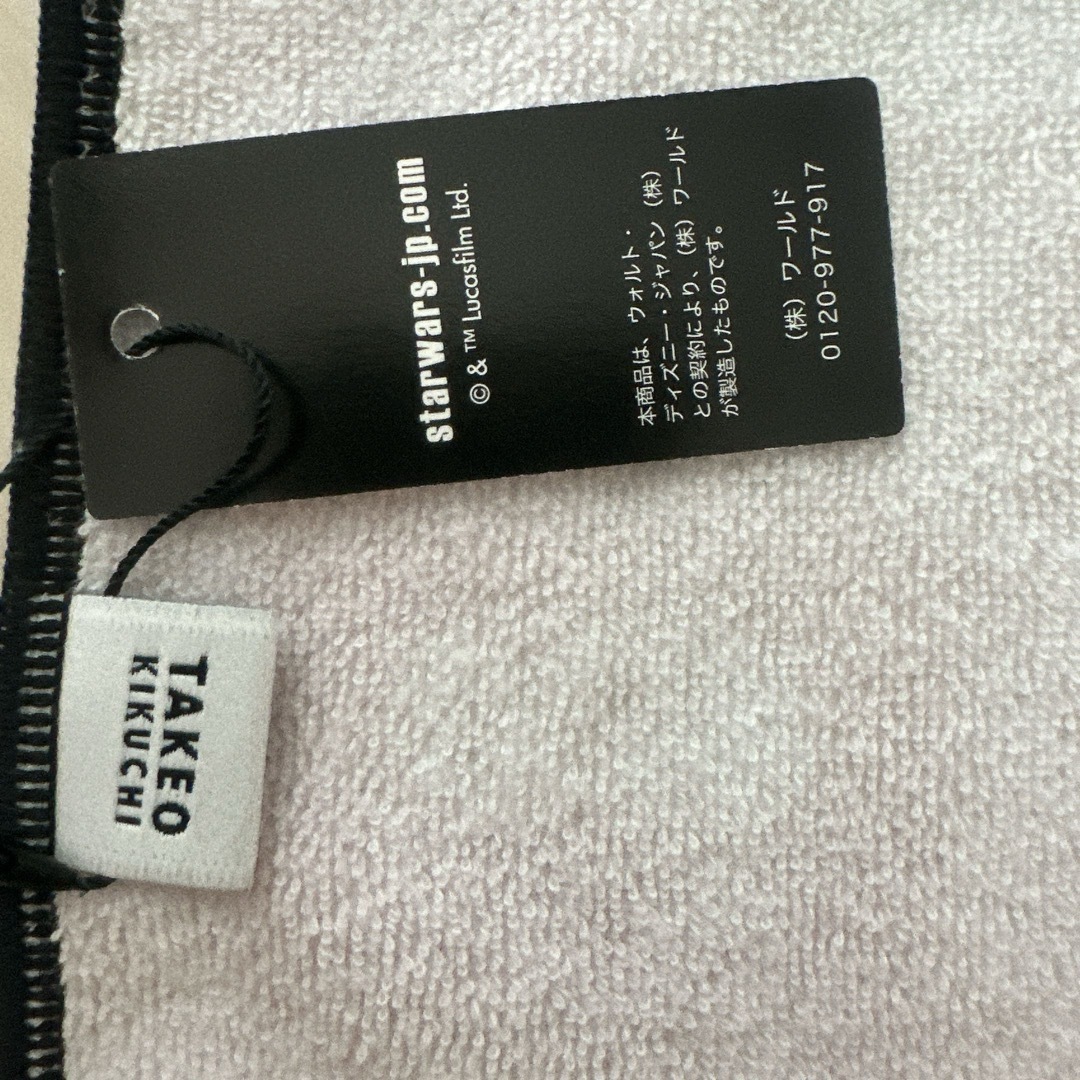 starwars-jp.com
© & ™ Lucasfilm Ltd.
本商品は、ウォルト・
ディズニー・ジャパン（株）
との契約により、（株）ワールド
が製造したものです。
（株）ワールド
0120-977-917
TAKEO
KIKUCHI